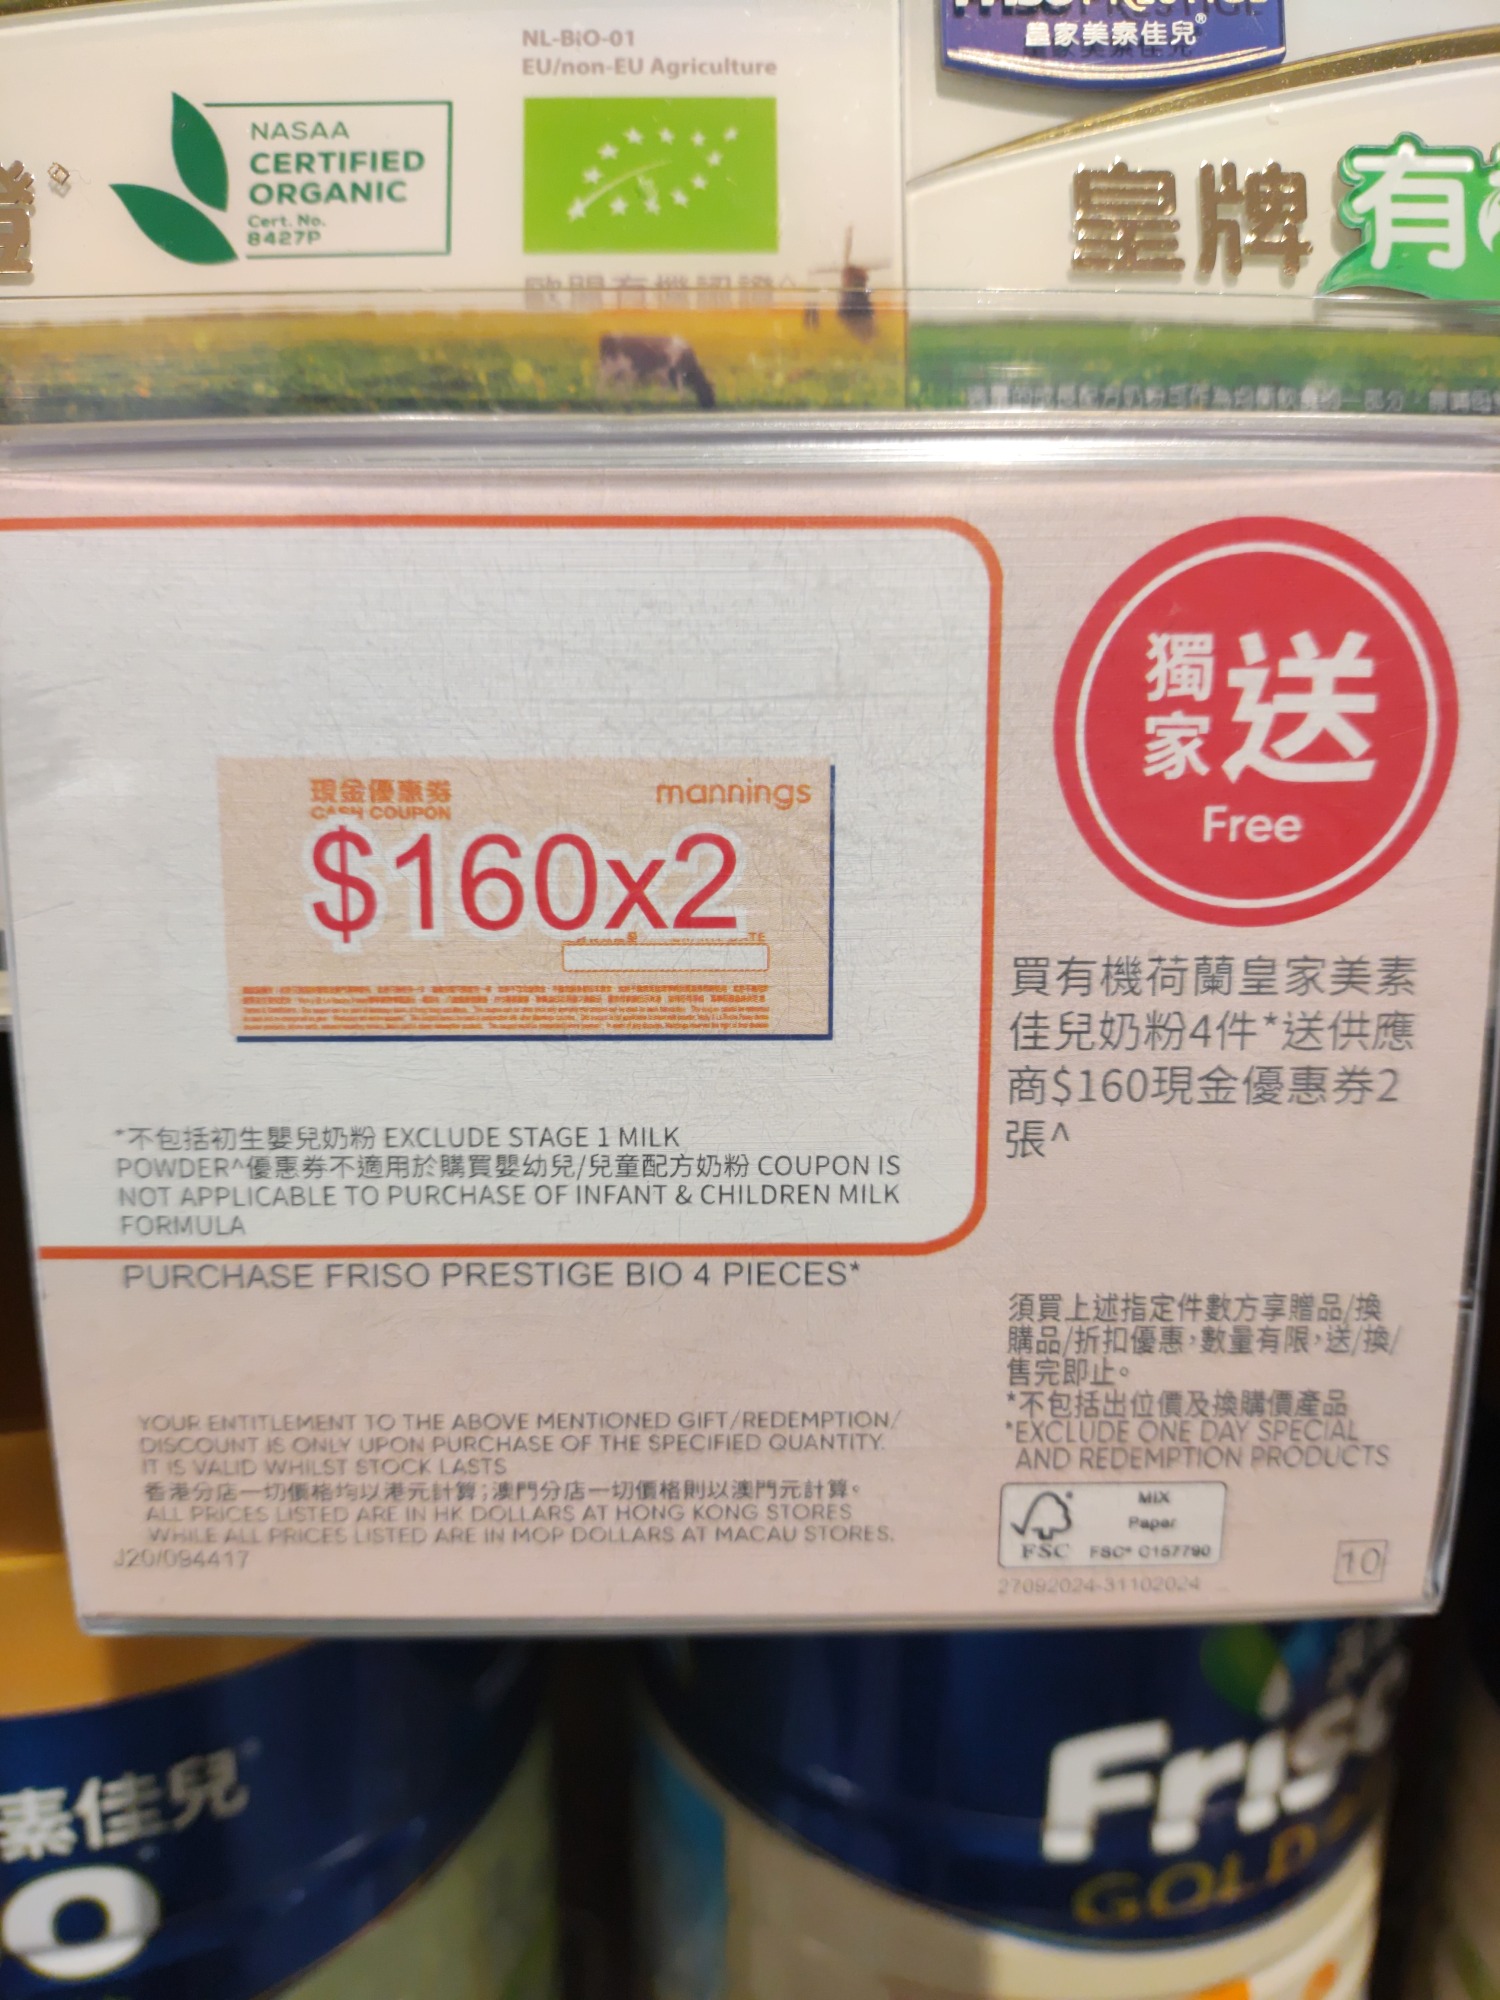 NL-BIO-01
EU/non-EU Agriculture
皇家美素佳兒®
NASAA
CERTIFIED
ORGANIC
Cert. No.
8427P
歐盟有機認證^
皇牌有
現金優惠券
CASH COUPON
mannings
$160x2
獨家送
Free
買有機荷蘭皇家美素
佳兒奶粉4件*送供應
商$160現金優惠券2
張^
*不包括初生嬰兒奶粉 EXCLUDE STAGE 1 MILK
POWDER^優惠券不適用於購買嬰幼兒/兒童配方奶粉 COUPON IS
NOT APPLICABLE TO PURCHASE OF INFANT & CHILDREN MILK
FORMULA
PURCHASE FRISO PRESTIGE BIO 4 PIECES*
須買上述指定件數方享贈品/換
購品/折扣優惠，數量有限，送/換/
售完即止。
*不包括出位價及換購價產品
*EXCLUDE ONE DAY SPECIAL
AND REDEMPTION PRODUCTS
YOUR ENTITLEMENT TO THE ABOVE MENTIONED GIFT/REDEMPTION/
DISCOUNT IS ONLY UPON PURCHASE OF THE SPECIFIED QUANTITY.
IT IS VALID WHILST STOCK LASTS
香港分店一切價格均以港元計算；澳門分店一切價格則以澳門元計算。
ALL PRICES LISTED ARE IN HK DOLLARS AT HONG KONG STORES
WHILE ALL PRICES LISTED ARE IN MOP DOLLARS AT MACAU STORES.
J20/094417
FSC
MIX
Paper
FSC® C157790
27092024-31102024
10
素佳兒
Friso
GOLD